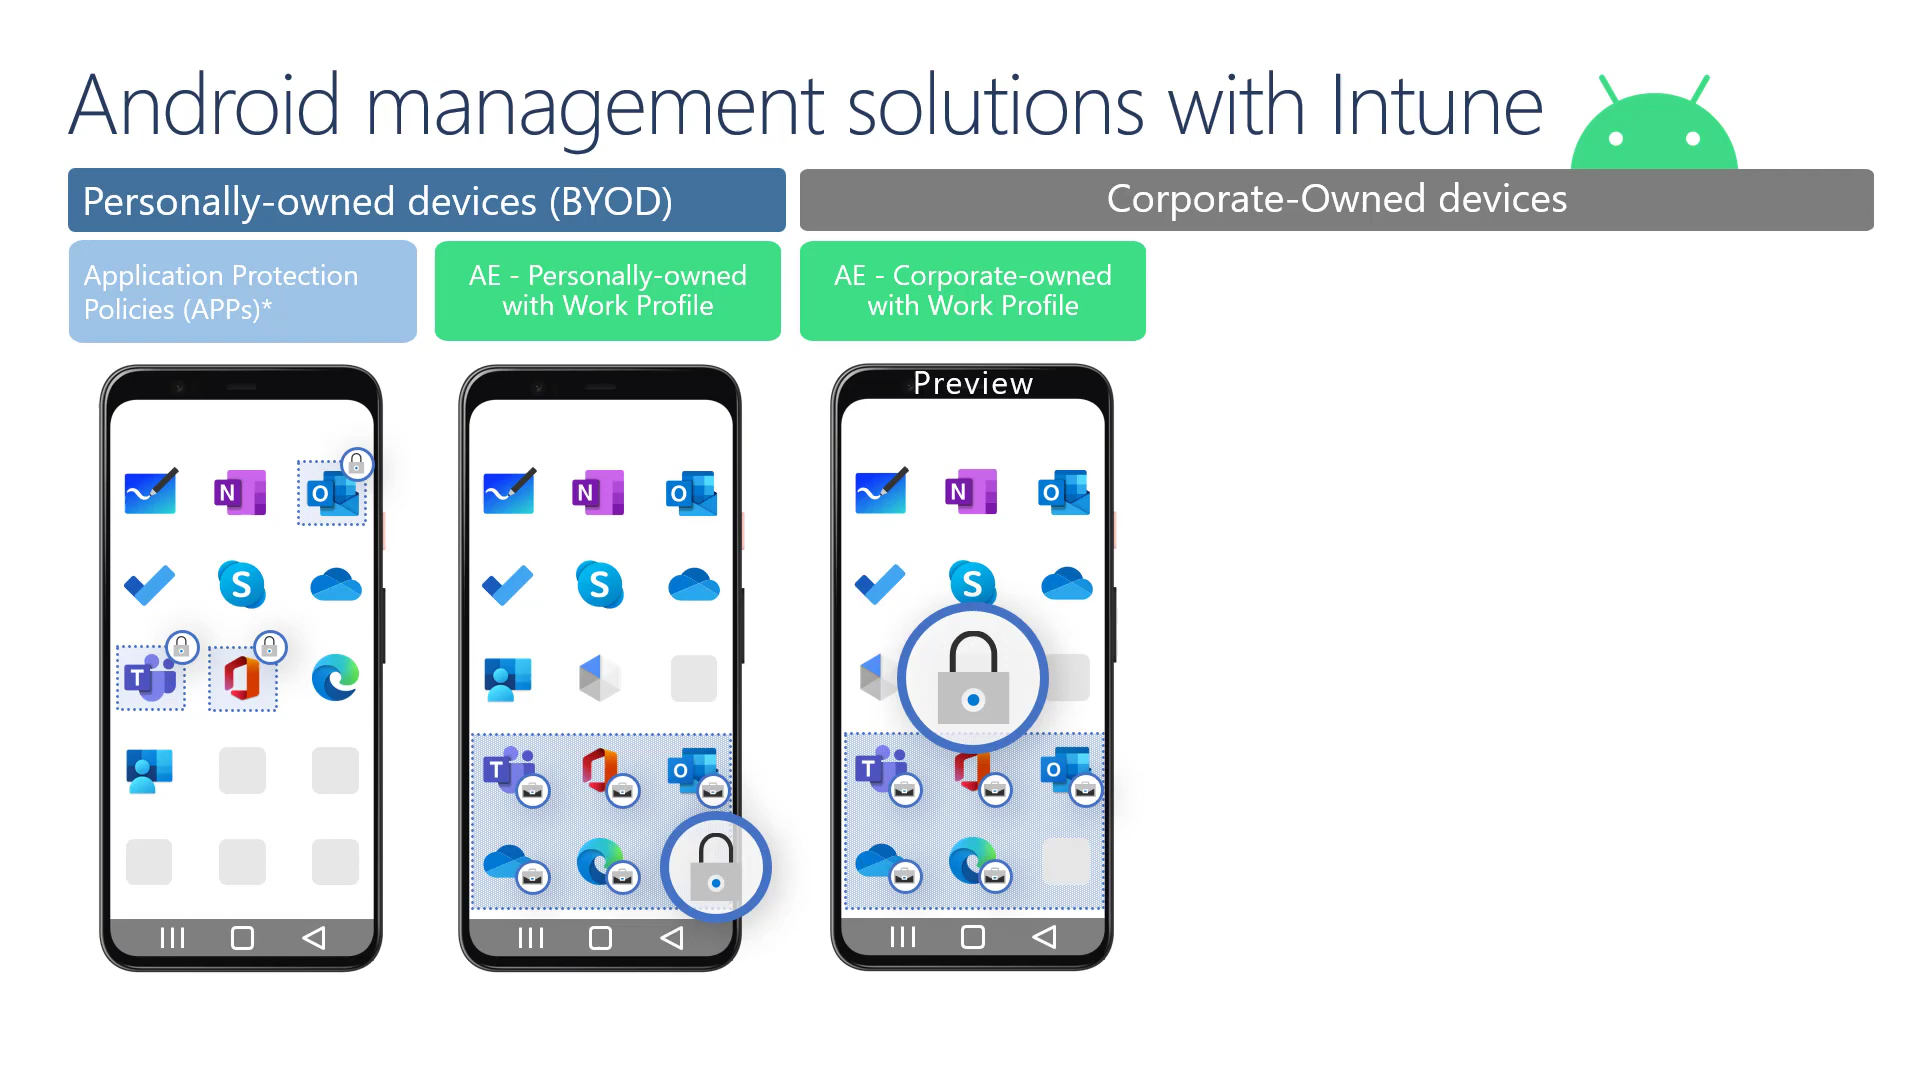 Android management solutions with Intune
Personally-owned devices (BYOD)
Corporate-Owned devices
Application Protection
Policies (APPs)*
AE - Personally-owned
with Work Profile
AE - Corporate-owned
with Work Profile
Preview
N
O
S
T
N
O
S
T
O
N
O
S
T
O